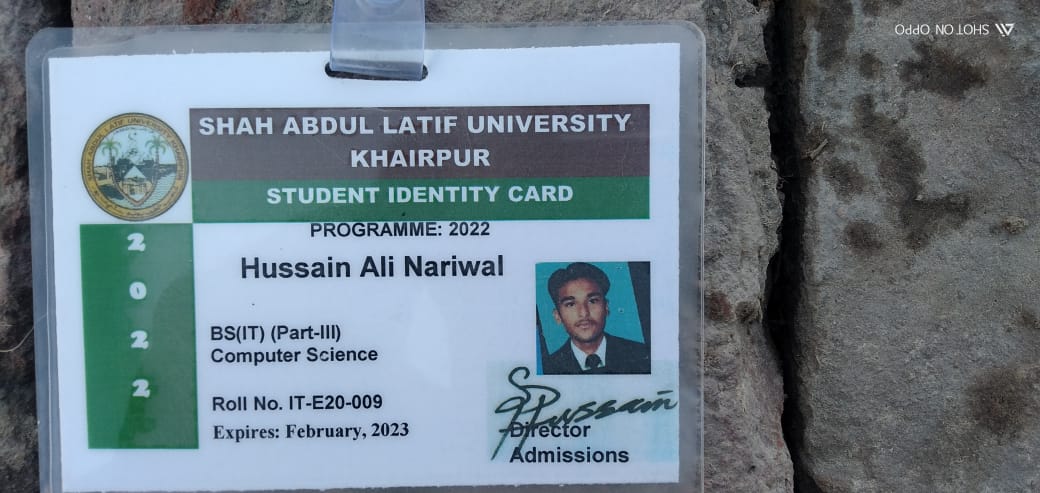 SHOT ON OPPO
SHAH ABDUL LATIF UNIVERSITY
KHAIRPUR
STUDENT IDENTITY CARD
PROGRAMME: 2022
2
0
2
2
Hussain Ali Nariwal
BS(IT) (Part-III)
Computer Science
Roll No. IT-E20-009
Expires: February, 2023
Hussain
Director
Admissions